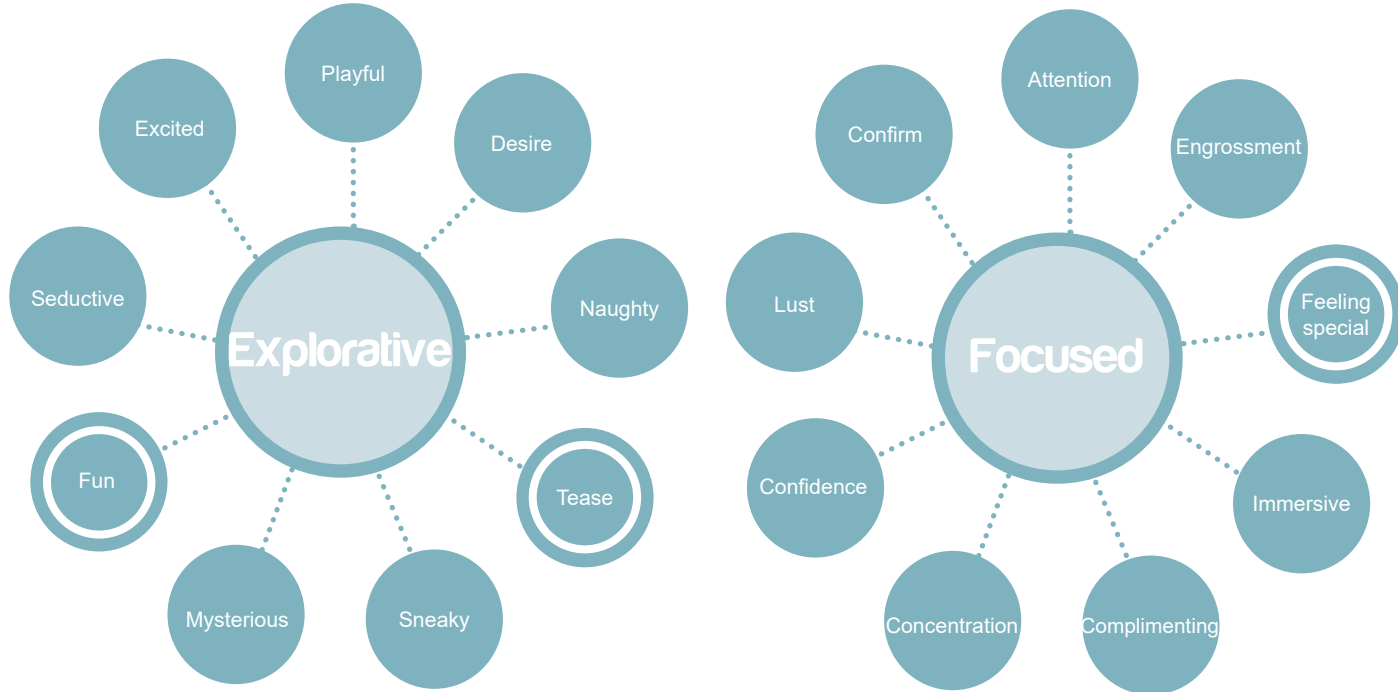 Explorative
Playful
Desire
Naughty
Tease
Sneaky
Mysterious
Fun
Seductive
Excited
Focused
Attention
Engrossment
Feeling
special
Immersive
Complimenting
Concentration
Confidence
Lust
Confirm